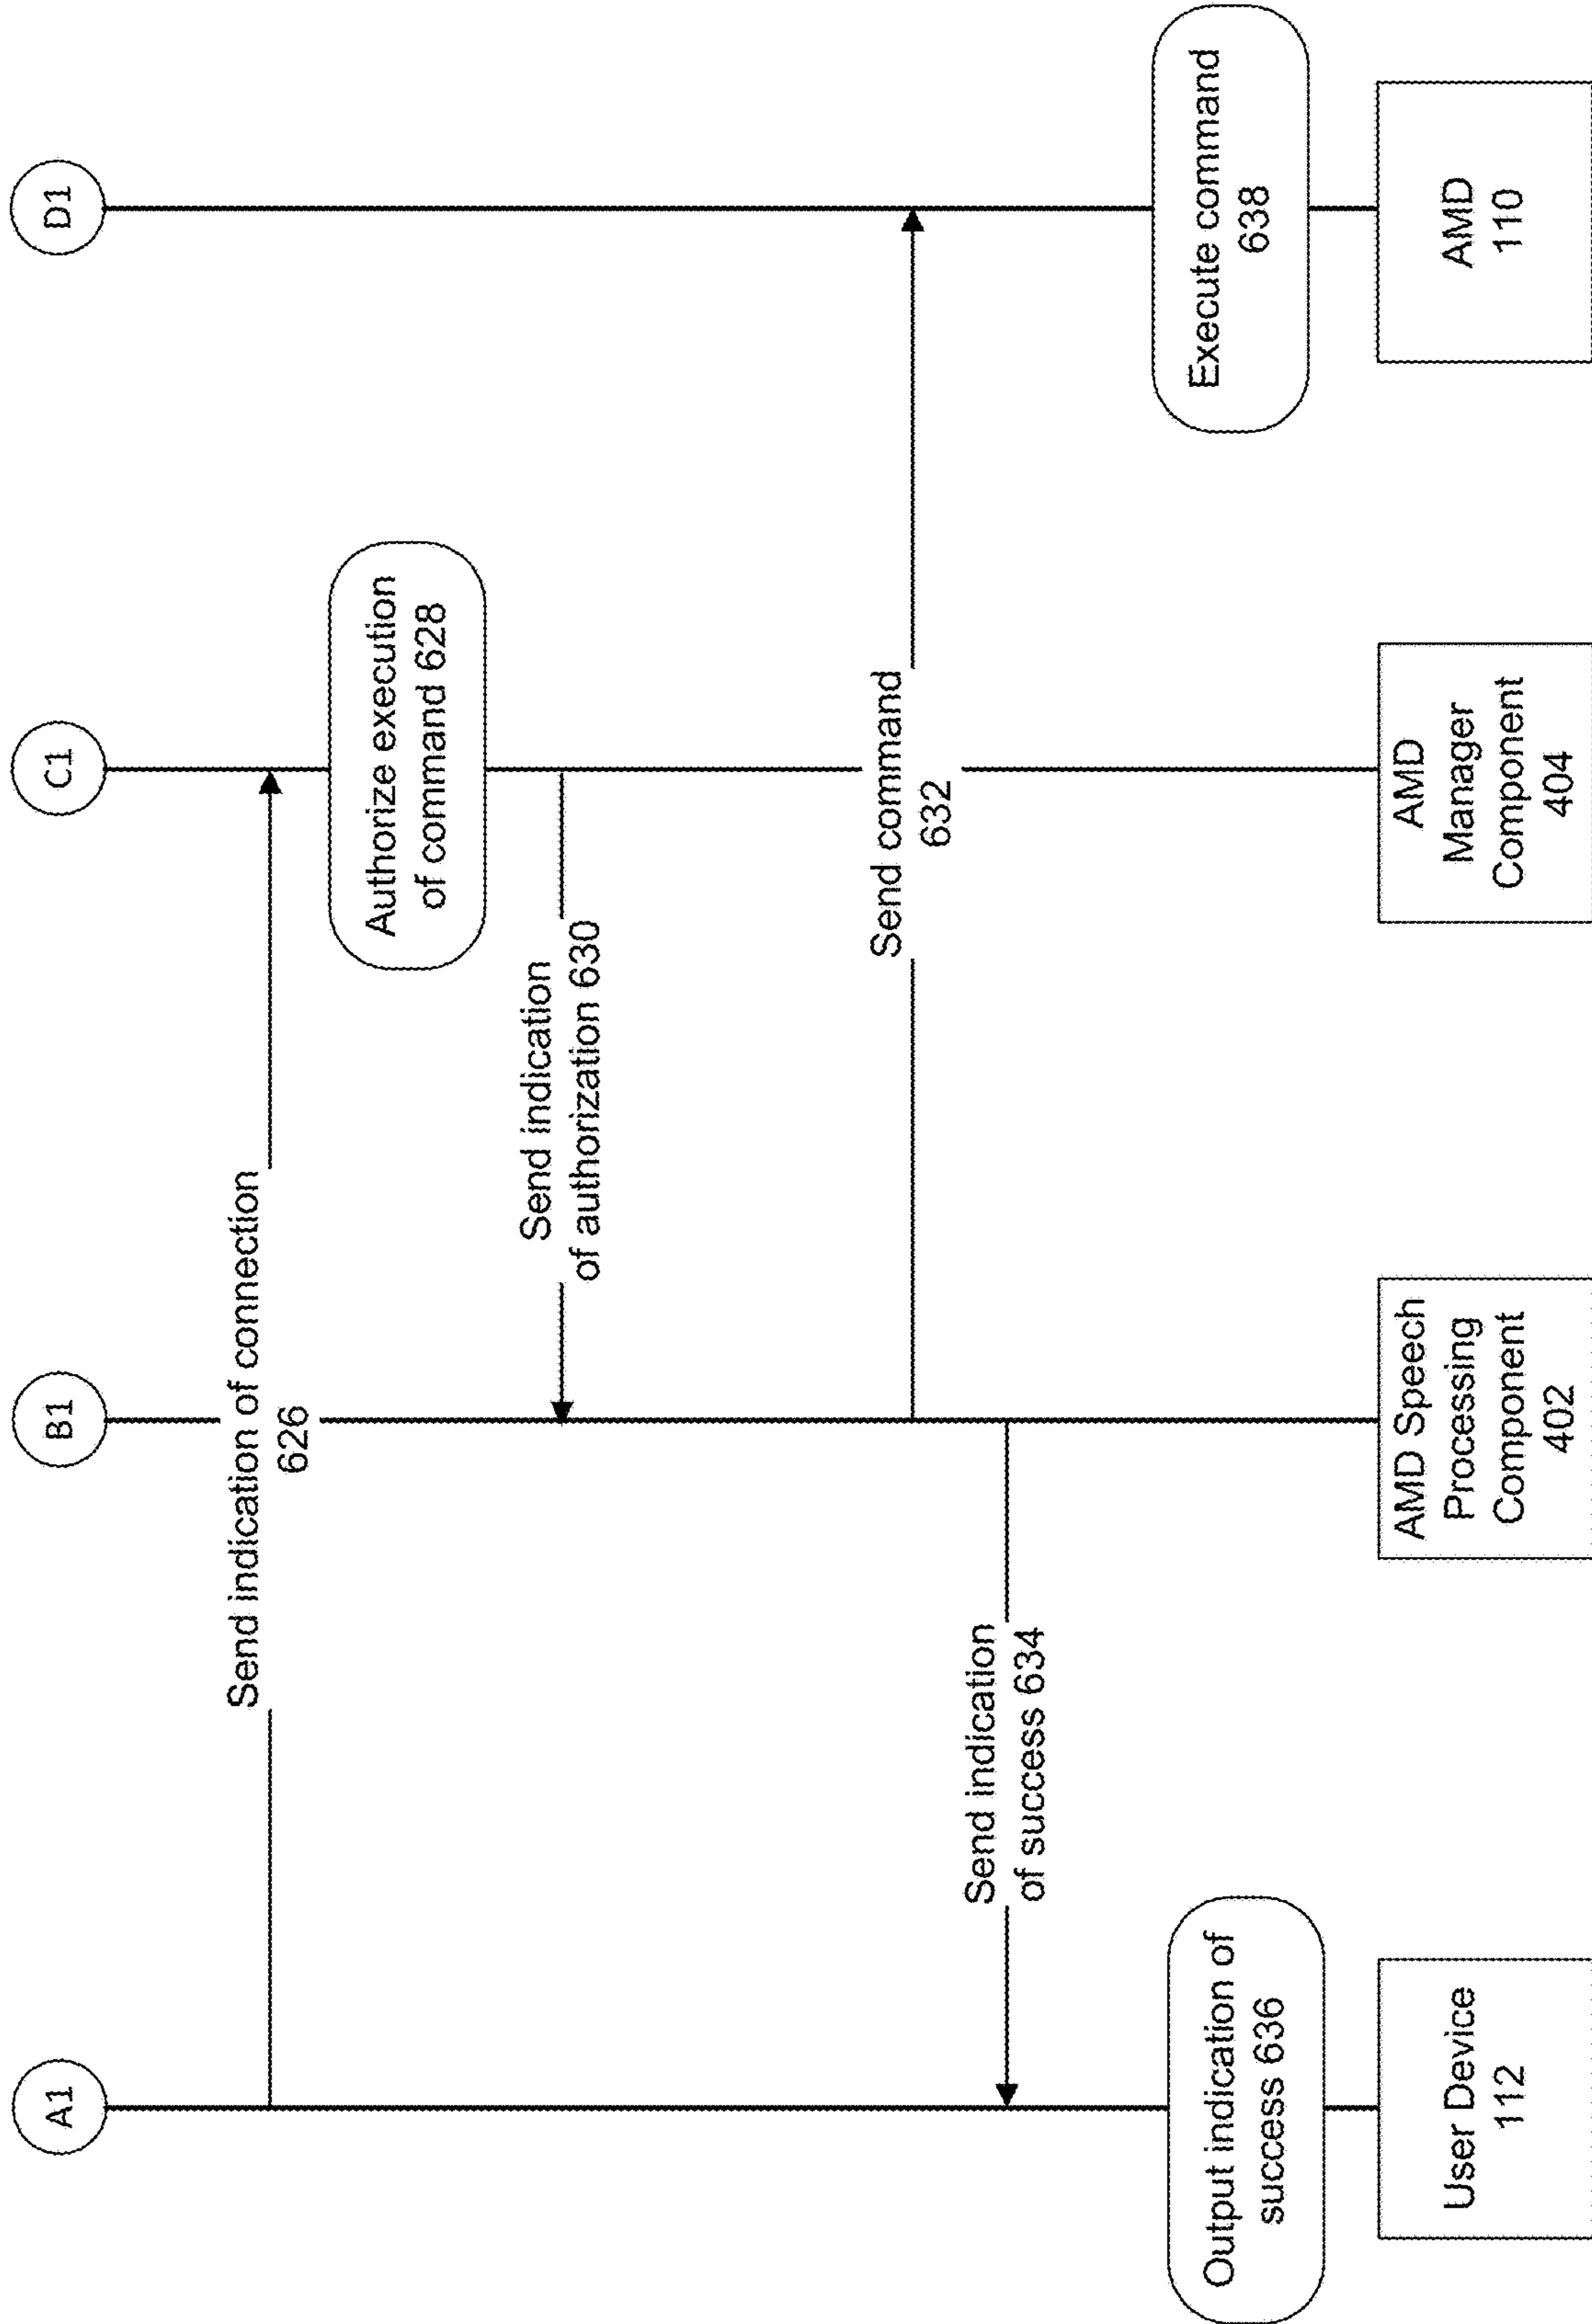 A1
B1
C1
D1
Send indication of connection
626
Authorize execution
of command 628
Send indication
of authorization 630
Send command
632
Send indication
of success 634
Output indication of
success 636
Execute command
638
User Device
112
AMD Speech
Processing
Component
402
AMD
Manager
Component
404
AMD
110